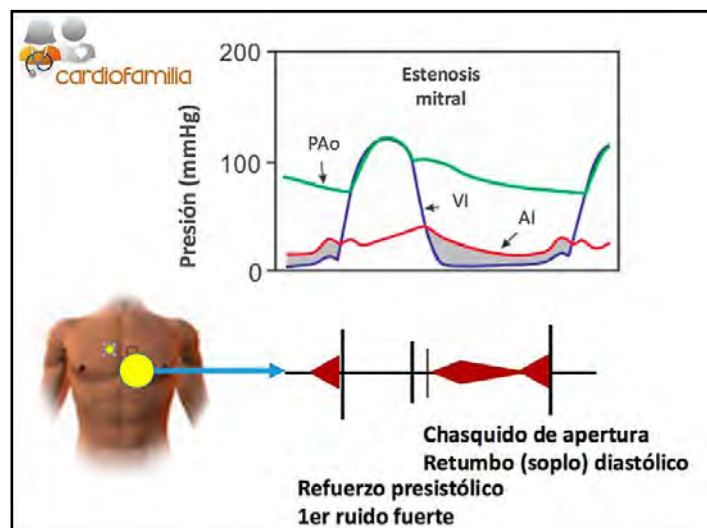 cardiofamilia
200
Estenosis
mitral
Presión (mmHg)
PAo
100
VI
AI
0
Chasquido de apertura
Retumbo (soplo) diastólico
Refuerzo presistólico
1er ruido fuerte